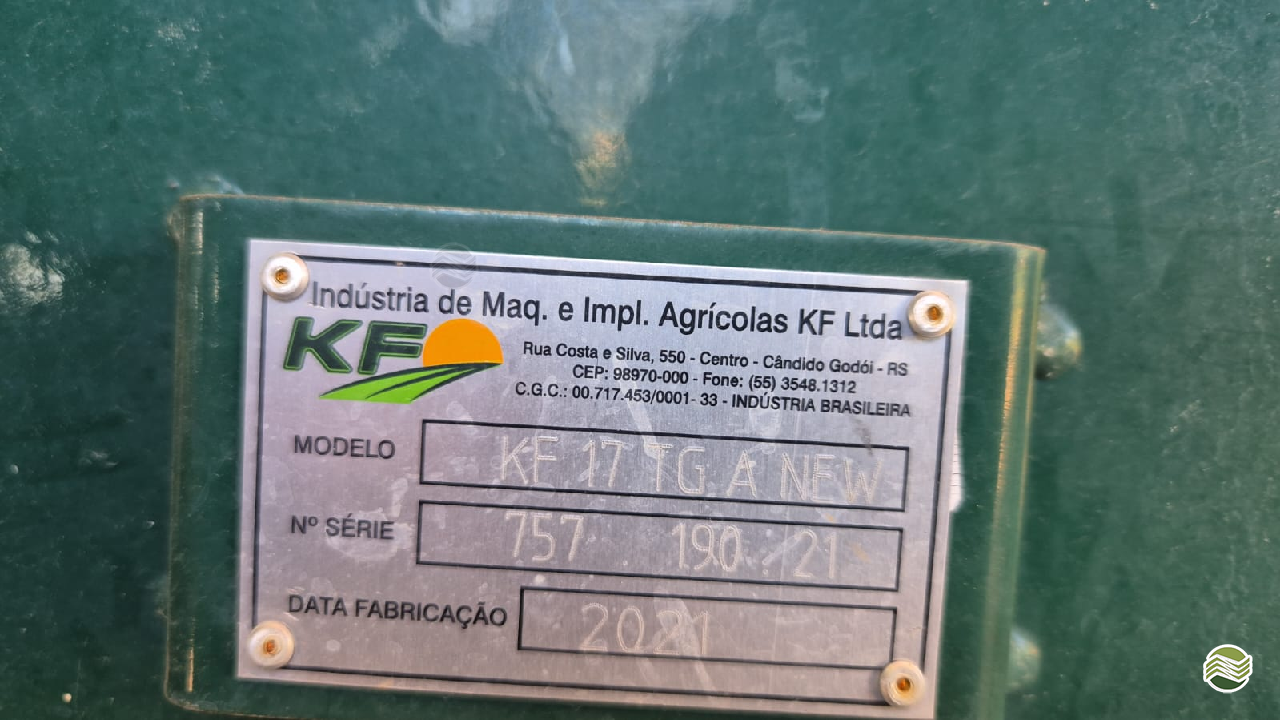 Indústria de Maq. e Impl. Agrícolas KF Ltda
KF
Rua Costa e Silva, 550 - Centro - Cândido Godói - RS
CEP: 98970-000 - Fone: (55) 3548.1312
C.G.C.: 00.717.453/0001- 33 - INDÚSTRIA BRASILEIRA
MODELO KF 17 TG A NEW
Nº SÉRIE 757 . 190 . 21
DATA FABRICAÇÃO 2021